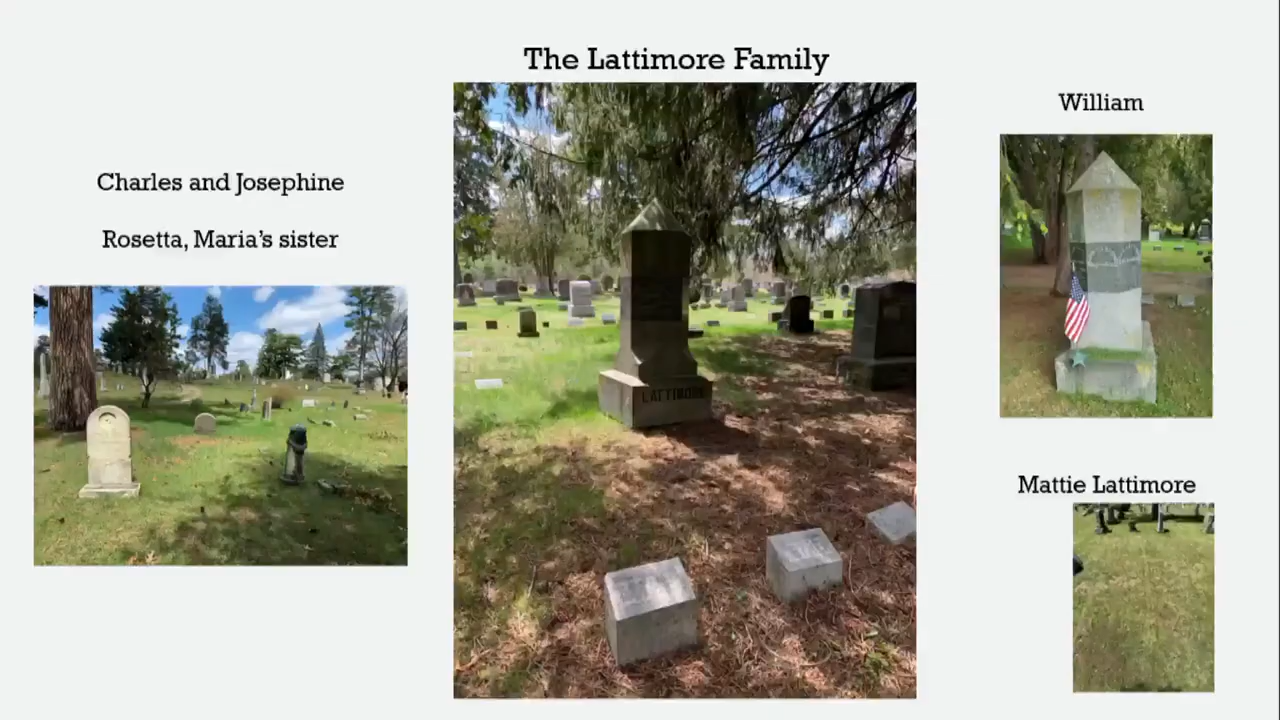 The Lattimore Family
William
Charles and Josephine
Rosetta, Maria's sister
LATTIMORE
Mattie Lattimore